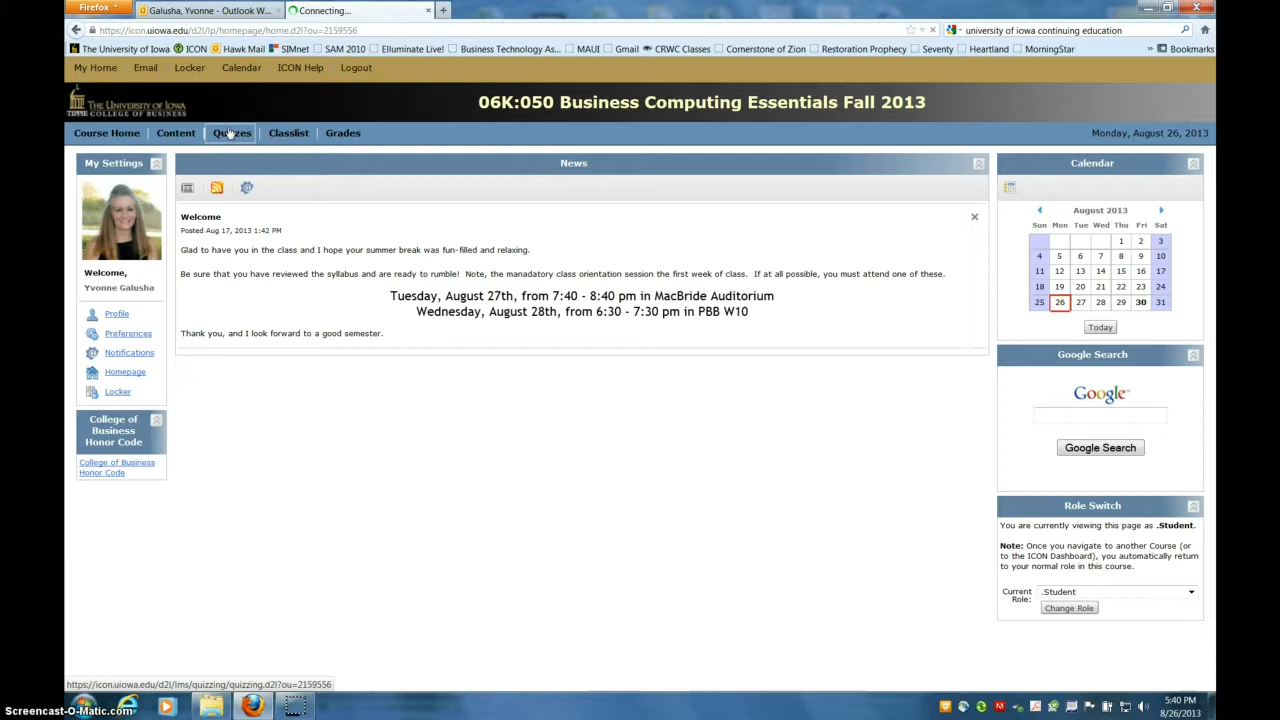 Firefox
Galusha, Yvonne - Outlook W...
Connecting...
https://icon.uiowa.edu/d2l/lp/homepage/home.d2l?ou=2159556
university of iowa continuing education
The University of Iowa
ICON
Hawk Mail
SIMnet
SAM 2010
Elluminate Live!
Business Technology As...
MAUI
Gmail
CRWC Classes
Cornerstone of Zion
Restoration Prophecy
Seventy
Heartland
MorningStar
»
Bookmarks
My Home Email Locker Calendar ICON Help Logout
THE UNIVERSITY OF IOWA
TIPPIE COLLEGE OF BUSINESS
06K:050 Business Computing Essentials Fall 2013
Course Home Content Quizzes Classlist Grades
Monday, August 26, 2013
My Settings
Welcome,
Yvonne Galusha
Profile
Preferences
Notifications
Homepage
Locker
College of
Business
Honor Code
College of Business
Honor Code
News
Welcome
Posted Aug 17, 2013 1:42 PM
Glad to have you in the class and I hope your summer break was fun-filled and relaxing.
Be sure that you have reviewed the syllabus and are ready to rumble! Note, the manadatory class orientation session the first week of class. If at all possible, you must attend one of these.
Tuesday, August 27th, from 7:40 - 8:40 pm in MacBride Auditorium
Wednesday, August 28th, from 6:30 - 7:30 pm in PBB W10
Thank you, and I look forward to a good semester.
Calendar
August 2013
Sun Mon Tue Wed Thu Fri Sat
1 2 3
4 5 6 7 8 9 10
11 12 13 14 15 16 17
18 19 20 21 22 23 24
25 26 27 28 29 30 31
Today
Google Search
Google
Google Search
Role Switch
You are currently viewing this page as .Student.
Note: Once you navigate to another Course (or
to the ICON Dashboard), you automatically return
to your normal role in this course.
Current
Role:
.Student
Change Role
https://icon.uiowa.edu/d2l/lms/quizzing/quizzing.d2l?ou=2159556
5:40 PM
8/26/2013
Screencast-O-Matic.com